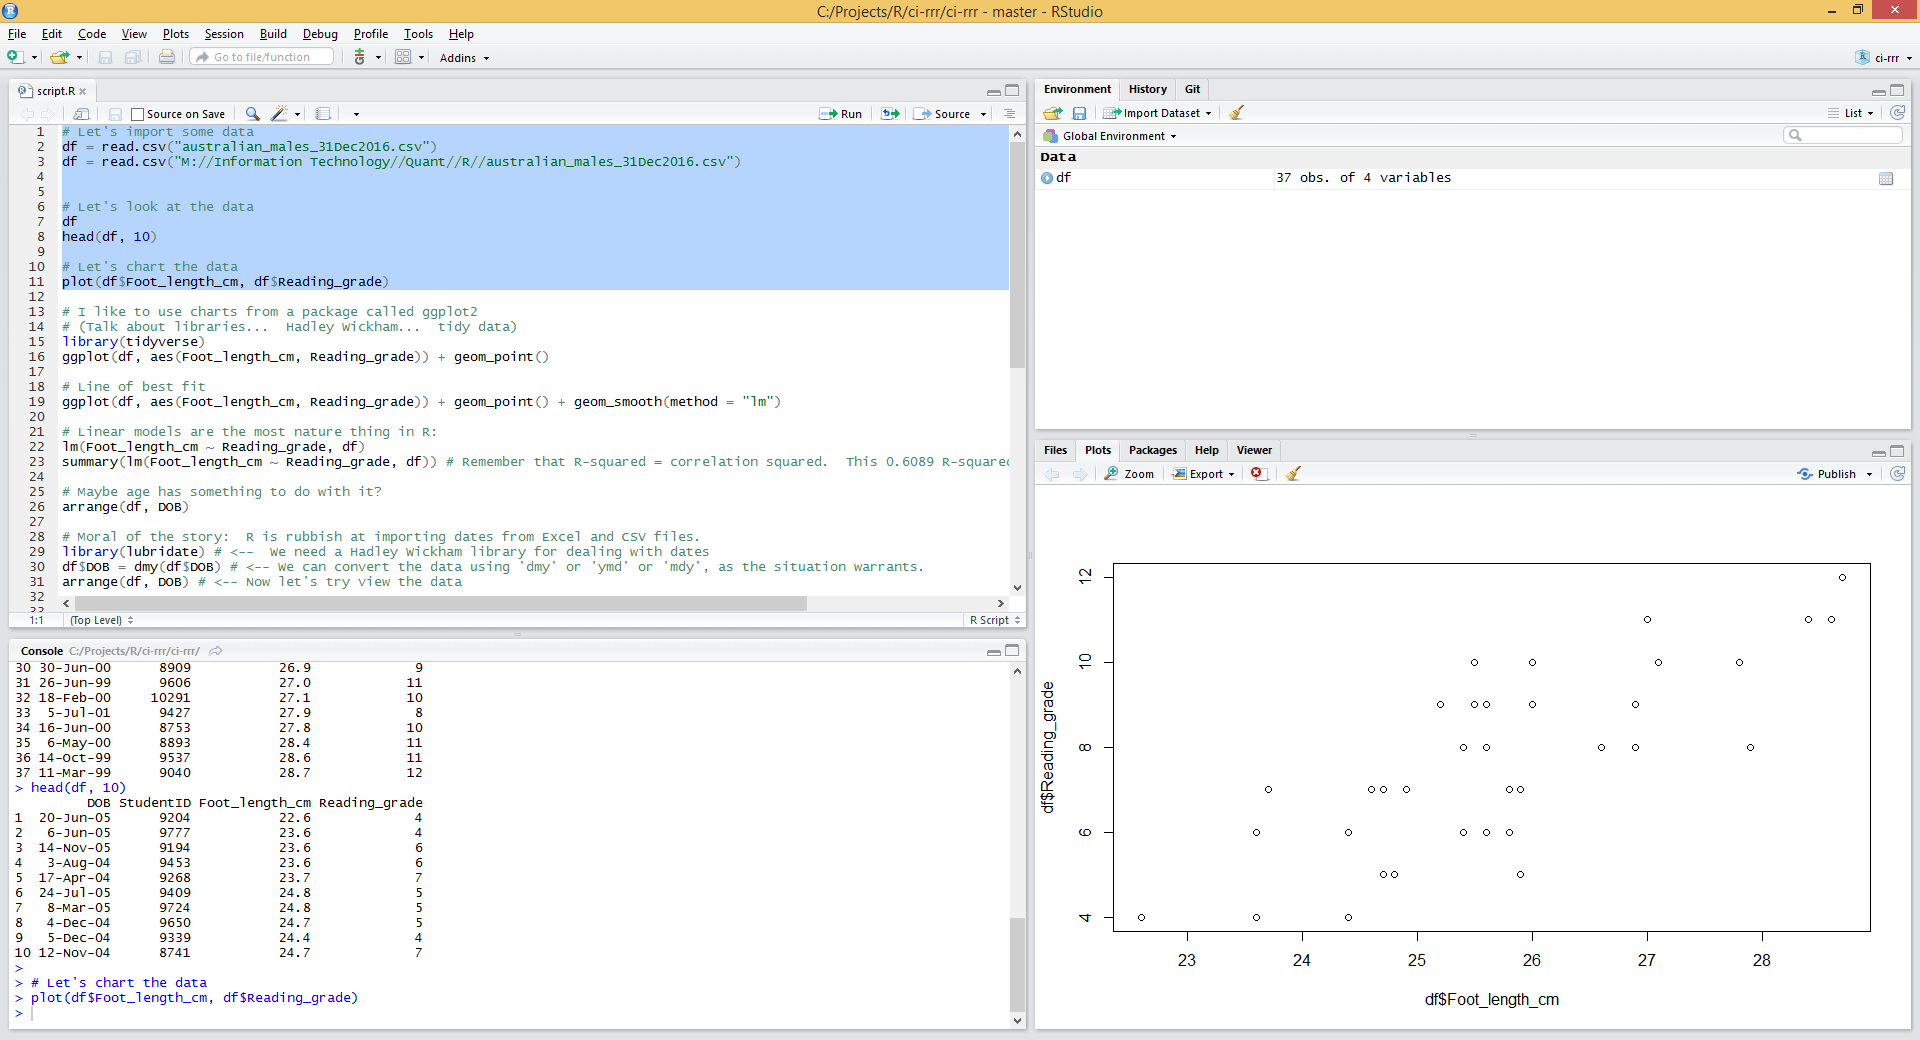 C:/Projects/R/ci-rrr/ci-rrr - master - RStudio
File Edit Code View Plots Session Build Debug Profile Tools Help
Go to file/function Addins ci-rrr
script.R
Source on Save Run Source
1 # Let's import some data
2 df = read.csv("australian_males_31Dec2016.csv")
3 df = read.csv("M://Information Technology//Quant//R//australian_males_31Dec2016.csv")
4
5
6 # Let's look at the data
7 df
8 head(df, 10)
9
10 # Let's chart the data
11 plot(df$Foot_length_cm, df$Reading_grade)
12
13 # I like to use charts from a package called ggplot2
14 # (Talk about libraries...  Hadley Wickham...  tidy data)
15 library(tidyverse)
16 ggplot(df, aes(Foot_length_cm, Reading_grade)) + geom_point()
17
18 # Line of best fit
19 ggplot(df, aes(Foot_length_cm, Reading_grade)) + geom_point() + geom_smooth(method = "lm")
20
21 # Linear models are the most nature thing in R:
22 lm(Foot_length_cm ~ Reading_grade, df)
23 summary(lm(Foot_length_cm ~ Reading_grade, df)) # Remember that R-squared = correlation squared.  This 0.6089 R-squared
24
25 # Maybe age has something to do with it?
26 arrange(df, DOB)
27
28 # Moral of the story:  R is rubbish at importing dates from Excel and CSV files.
29 library(lubridate) # <--  We need a Hadley Wickham library for dealing with dates
30 df$DOB = dmy(df$DOB) # <-- We can convert the data using 'dmy' or 'ymd' or 'mdy', as the situation warrants.
31 arrange(df, DOB) # <-- Now let's try view the data
32
33
1:1 (Top Level) R Script
Console C:/Projects/R/ci-rrr/ci-rrr/
30 30-Jun-00 8909 26.9 9
31 26-Jun-99 9606 27.0 11
32 18-Feb-00 10291 27.1 10
33 5-Jul-01 9427 27.9 8
34 16-Jun-00 8753 27.8 10
35 6-May-00 8893 28.4 11
36 14-Oct-99 9537 28.6 11
37 11-Mar-99 9040 28.7 12
> head(df, 10)
DOB StudentID Foot_length_cm Reading_grade
1 20-Jun-05 9204 22.6 4
2 6-Jun-05 9777 23.6 4
3 14-Nov-05 9194 23.6 6
4 3-Aug-04 9453 23.6 6
5 17-Apr-04 9268 23.7 7
6 24-Jul-05 9409 24.8 5
7 8-Mar-05 9724 24.8 5
8 4-Dec-04 9650 24.7 5
9 5-Dec-04 9339 24.4 4
10 12-Nov-04 8741 24.7 7
>
> # Let's chart the data
> plot(df$Foot_length_cm, df$Reading_grade)
>
Environment History Git
Import Dataset List
Global Environment
Data
df 37 obs. of 4 variables
Files Plots Packages Help Viewer
Zoom Export Publish
12
10
8
6
4
df$Reading_grade
23 24 25 26 27 28
df$Foot_length_cm